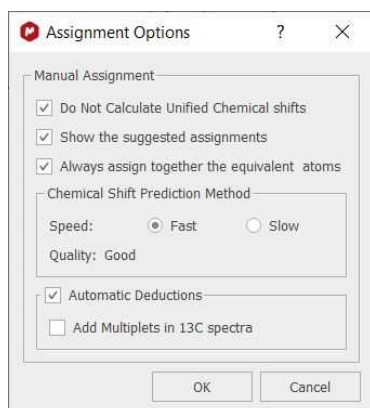 Assignment Options ?
Manual Assignment
Do Not Calculate Unified Chemical shifts
Show the suggested assignments
Always assign together the equivalent atoms
Chemical Shift Prediction Method
Speed: Fast Slow
Quality: Good
Automatic Deductions
Add Multiplets in 13C spectra
OK Cancel